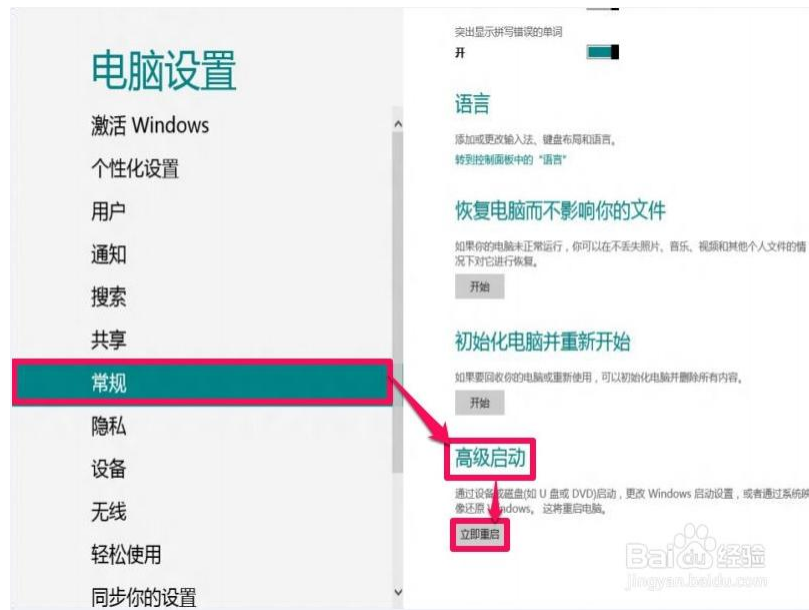 电脑设置
激活 Windows
个性化设置
用户
通知
搜索
共享
常规
隐私
设备
无线
轻松使用
同步你的设置
突出显示拼写错误的单词
开
语言
添加或更改输入法、键盘布局和语言。
转到控制面板中的“语言”
恢复电脑而不影响你的文件
如果你的电脑未正常运行，你可以在不丢失照片、音乐、视频和其他个人文件的情
况下对它进行恢复。
开始
初始化电脑并重新开始
如果要回收你的电脑或重新使用，可以初始化电脑并删除所有内容。
开始
高级启动
通过设备或磁盘(如 U 盘或 DVD)启动，更改 Windows 启动设置，或者通过系统映
像还原 Windows。 这将重启电脑。
立即重启
Baidu经验
jingyan.baidu.com